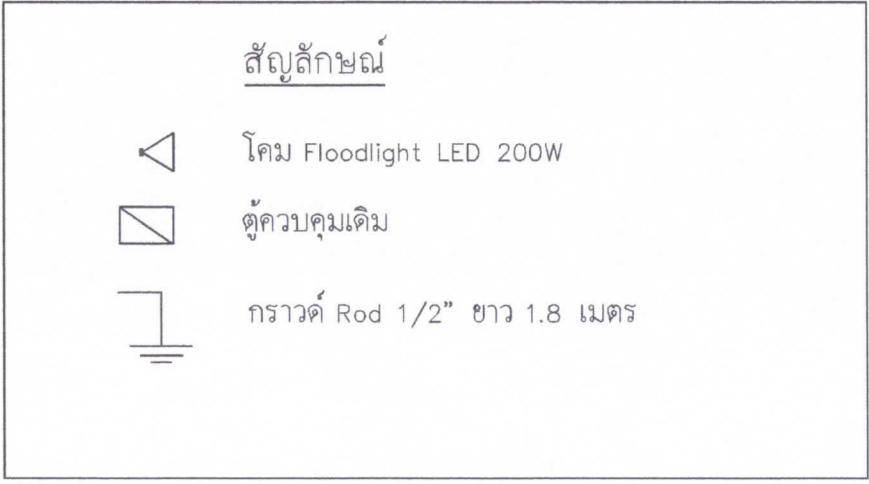 สัญลักษณ์
โคม Floodlight LED 200W
ตู้ควบคุมเดิม
กราวด์ Rod 1/2" ยาว 1.8 เมตร